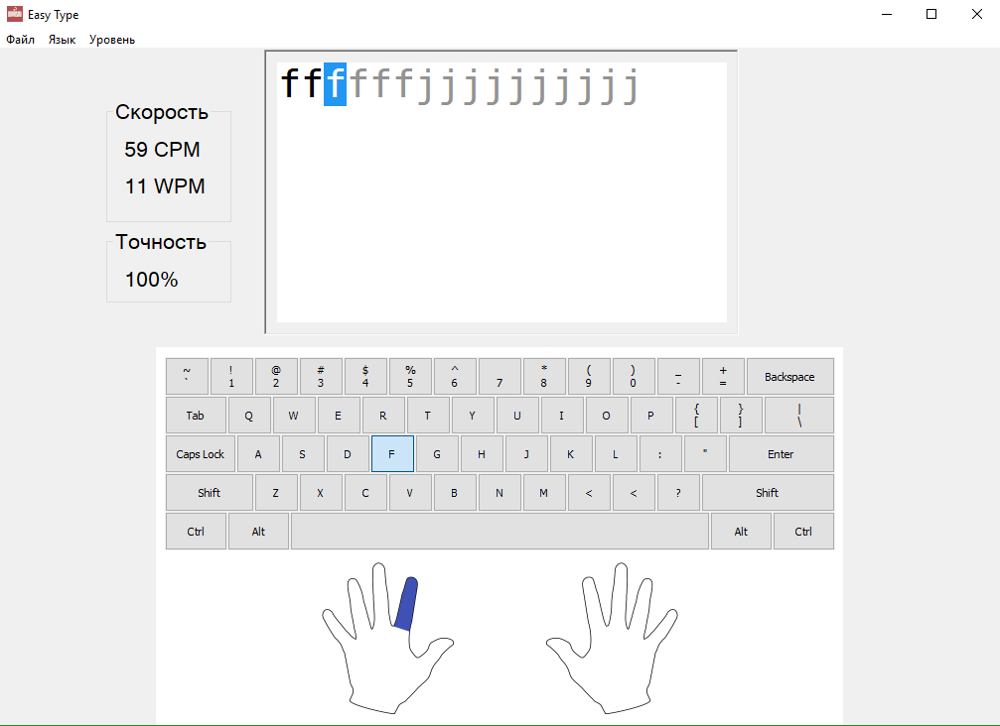 Easy Type
Файл Язык Уровень
ffffffjjjjjjjjjj
Скорость
59 CPM
11 WPM
Точность
100%
~ ! @ # $ % ^ * ( ) _ +
` 1 2 3 4 5 6 7 8 9 0 - = Backspace
Tab Q W E R T Y U I O P { [ } ] | \
Caps Lock A S D F G H J K L : " Enter
Shift Z X C V B N M < < ? Shift
Ctrl Alt Alt Ctrl